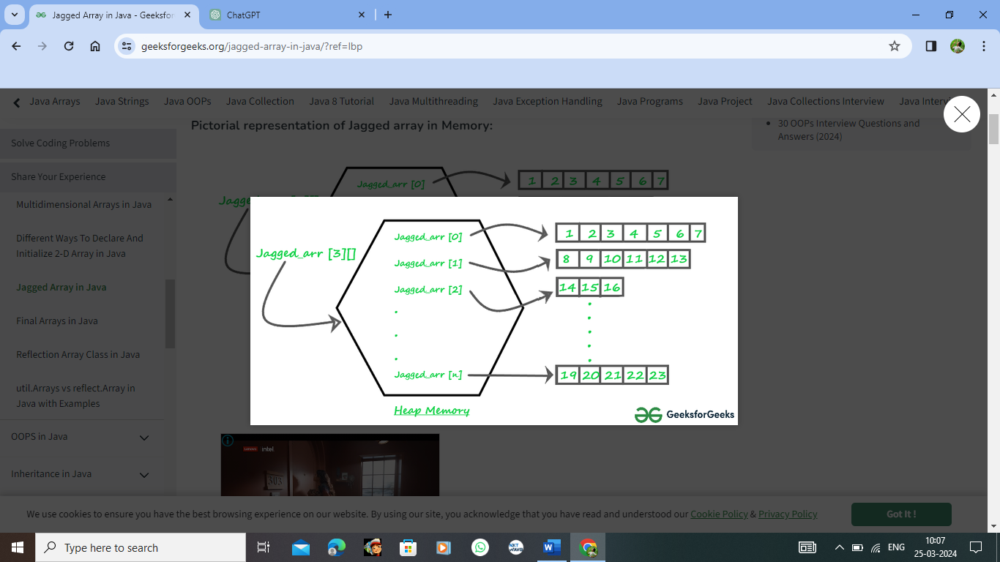 Jagged Array in Java - Geeksfor
ChatGPT
geeksforgeeks.org/jagged-array-in-java/?ref=lbp
Java Arrays Java Strings Java OOPs Java Collection Java 8 Tutorial Java Multithreading Java Exception Handling Java Programs Java Project Java Collections Interview Java Intervi
Solve Coding Problems
Share Your Experience
Multidimensional Arrays in Java
Different Ways To Declare And
Initialize 2-D Array in Java
Jagged Array in Java
Final Arrays in Java
Reflection Array Class in Java
util.Arrays vs reflect.Array in
Java with Examples
OOPS in Java
Inheritance in Java
Pictorial representation of Jagged array in Memory:
30 OOPs Interview Questions and
Answers (2024)
Jagged_arr [0] 1 2 3 4 5 6 7
Jagged_arr [3][]
Jagged_arr [0] 1 2 3 4 5 6 7
Jagged_arr [1] 8 9 10 11 12 13
Jagged_arr [2] 14 15 16
Jagged_arr [n] 19 20 21 22 23
Heap Memory
GeeksforGeeks
Lenovo intel
303
We use cookies to ensure you have the best browsing experience on our website. By using our site, you acknowledge that you have read and understood our Cookie Policy & Privacy Policy
Got It !
Type here to search
NXT
WAVE
ENG
10:07
25-03-2024